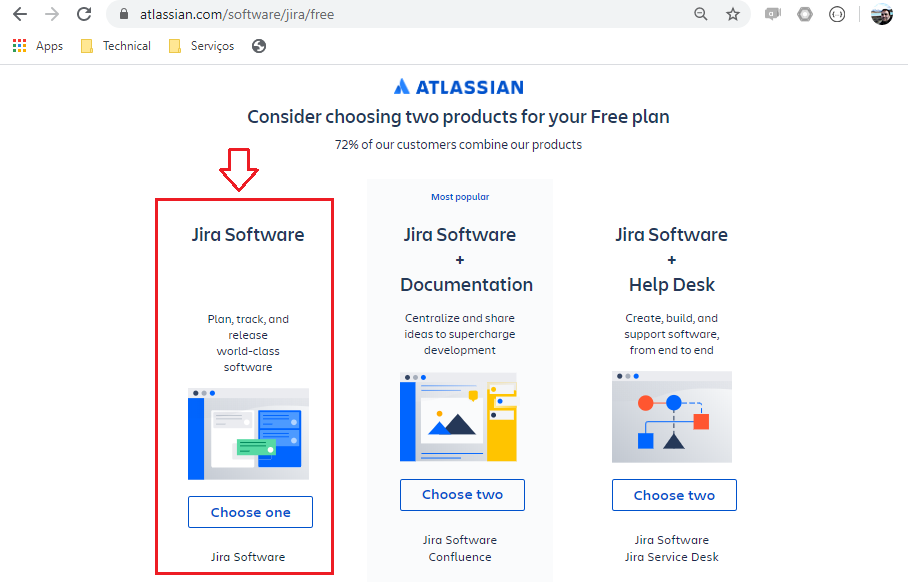 atlassian.com/software/jira/free
Apps
Technical
Serviços
ATLASSIAN
Consider choosing two products for your Free plan
72% of our customers combine our products
Jira Software
Plan, track, and
release
world-class
software
Choose one
Jira Software
Most popular
Jira Software
+
Documentation
Centralize and share
ideas to supercharge
development
Choose two
Jira Software
Confluence
Jira Software
+
Help Desk
Create, build, and
support software,
from end to end
Choose two
Jira Software
Jira Service Desk